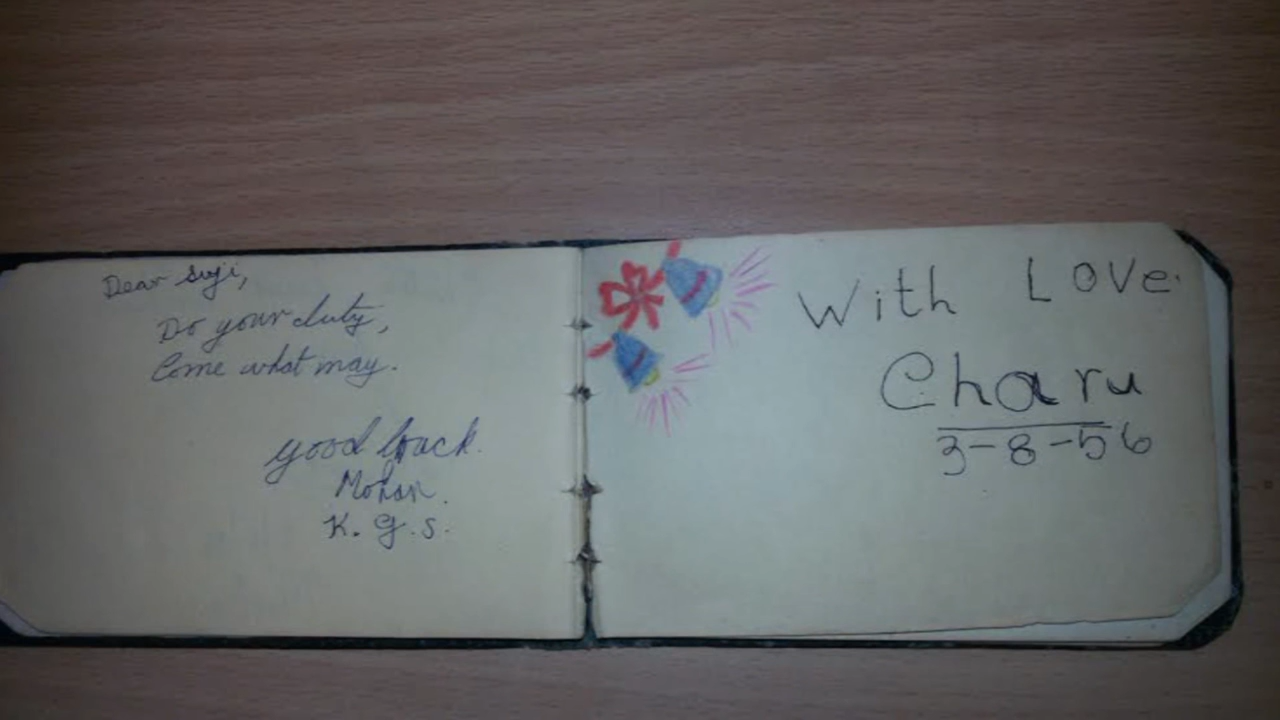 Dear Suji,
Do your duty,
Come what may.
good luck.
Mohan.
K. G. S.
With Love.
Charu
3-8-56